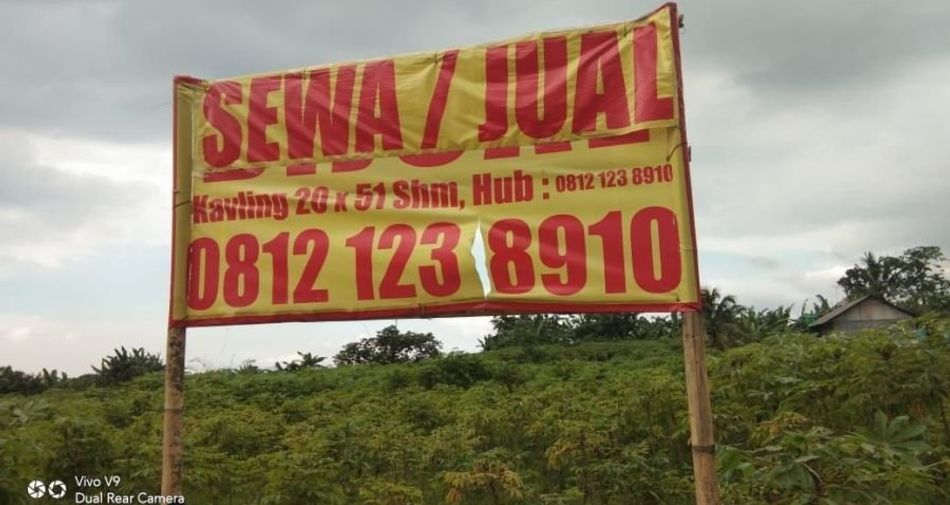 SEWA / JUAL
Kavling 20 x 51 Shm, Hub : 0812 123 8910
0812 123 8910
Vivo V9
Dual Rear Camera